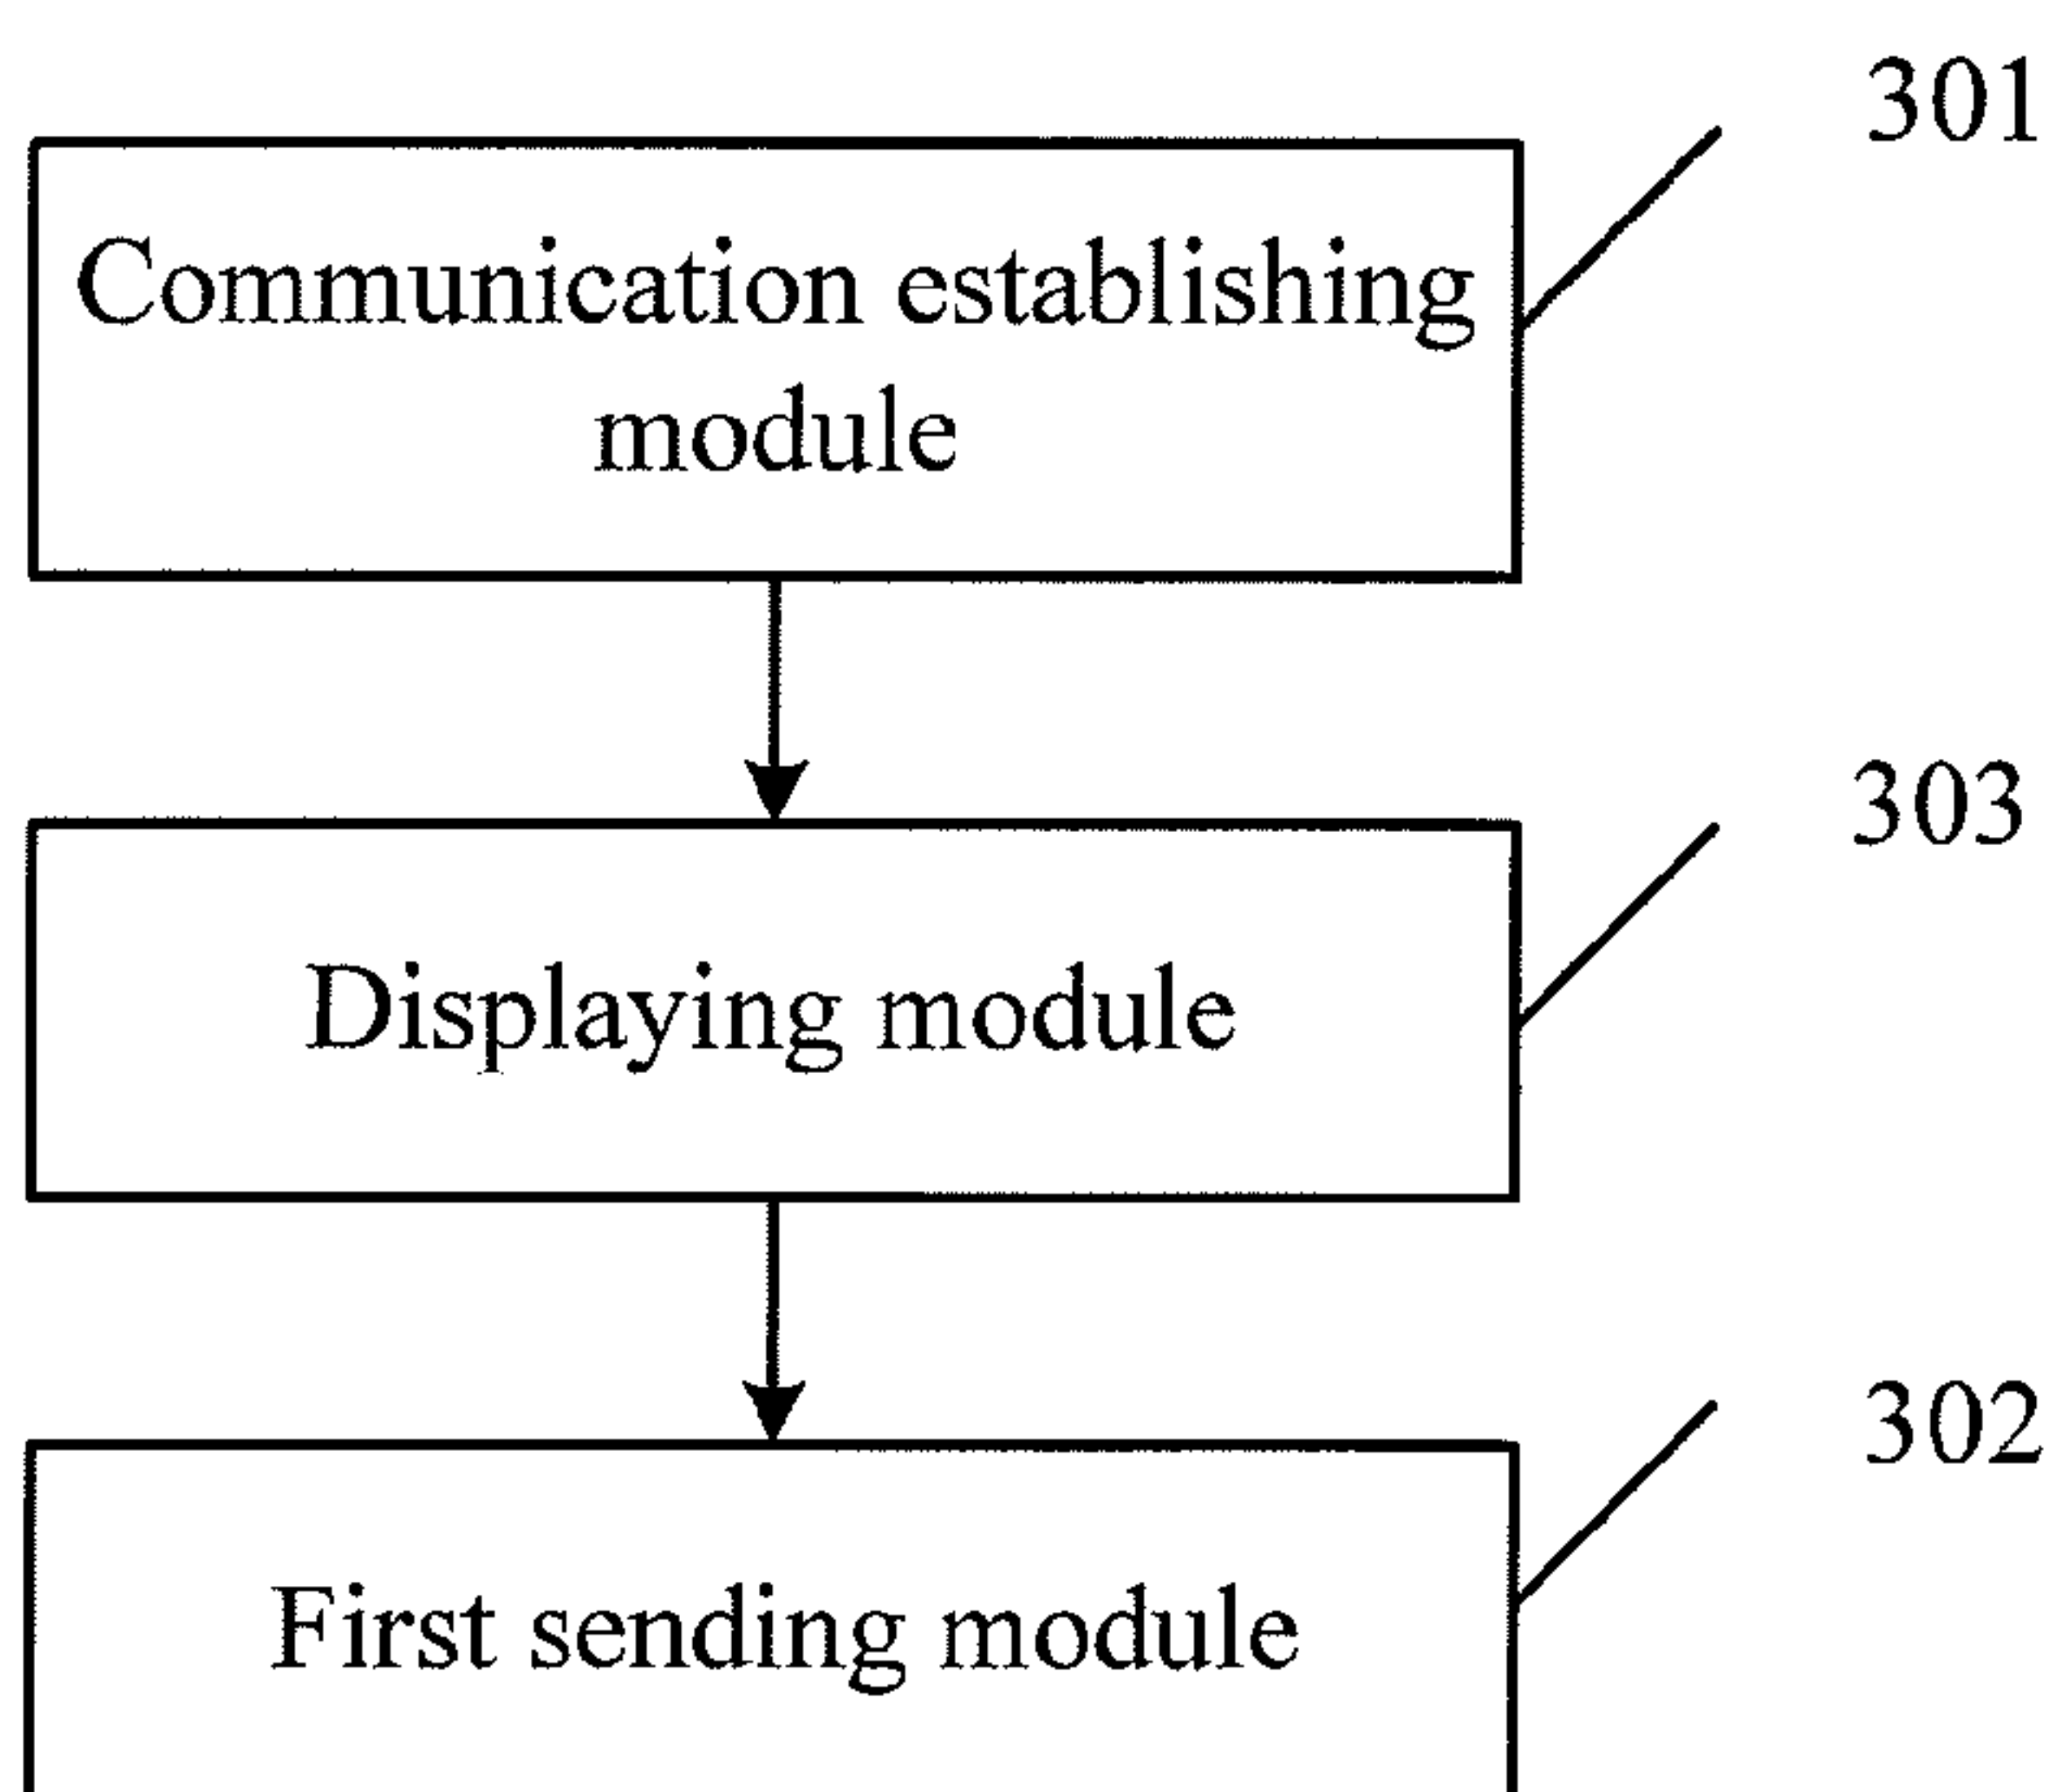 301
Communication establishing
module
303
Displaying module
302
First sending module